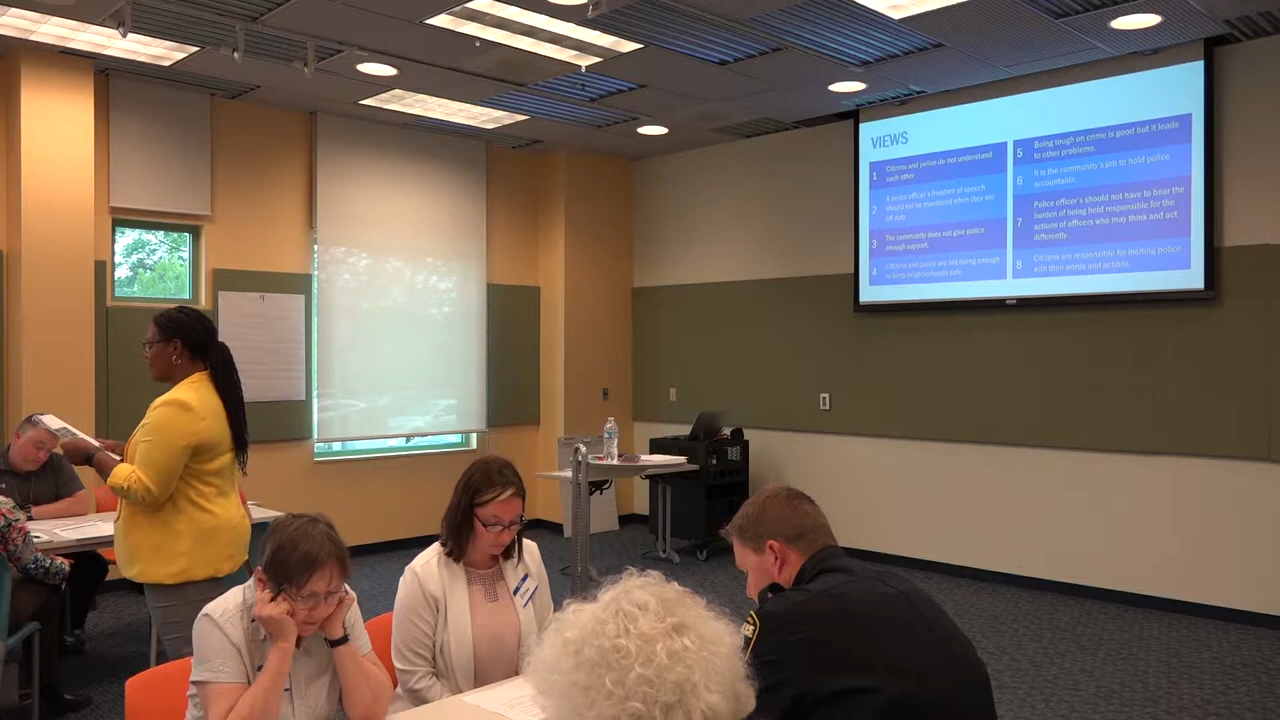 VIEWS
1 Citizens and police do not understand
each other
2 A police officer's freedom of speech
should not be monitored when they are
off duty.
3 The community does not give police
enough support.
4 Citizens and police are not doing enough
to keep neighborhoods safe.
5 Being tough on crime is good but it leads
to other problems.
6 It is the community's job to hold police
accountable.
7 Police officer's should not have to bear the
burden of being held responsible for the
actions of officers who may think and act
differently.
8 Citizens are responsible for inciting police
with their words and actions.